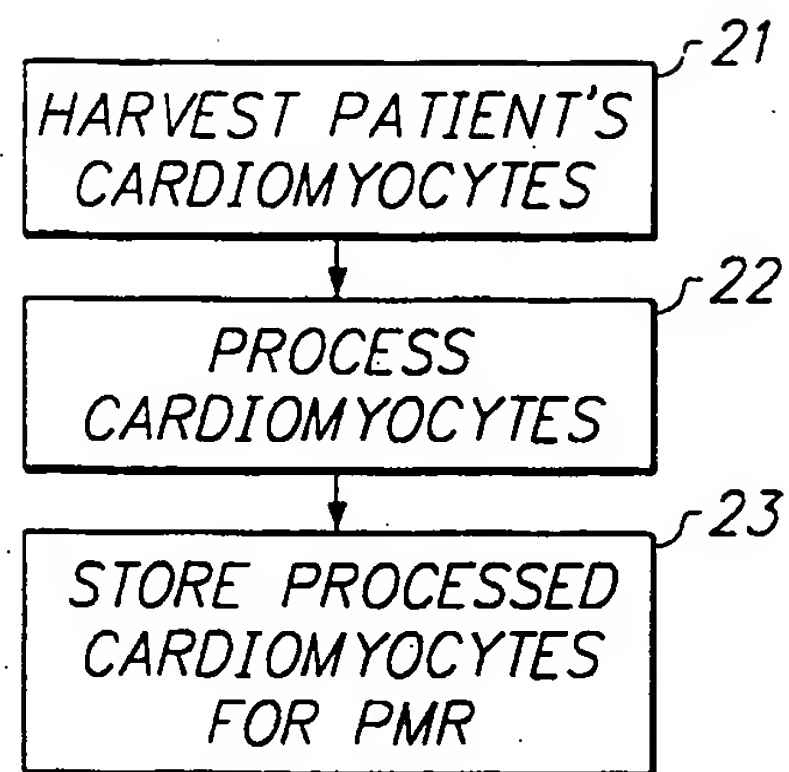 21
HARVEST PATIENT'S
CARDIOMYOCYTES
22
PROCESS
CARDIOMYOCYTES
23
STORE PROCESSED
CARDIOMYOCYTES
FOR PMR